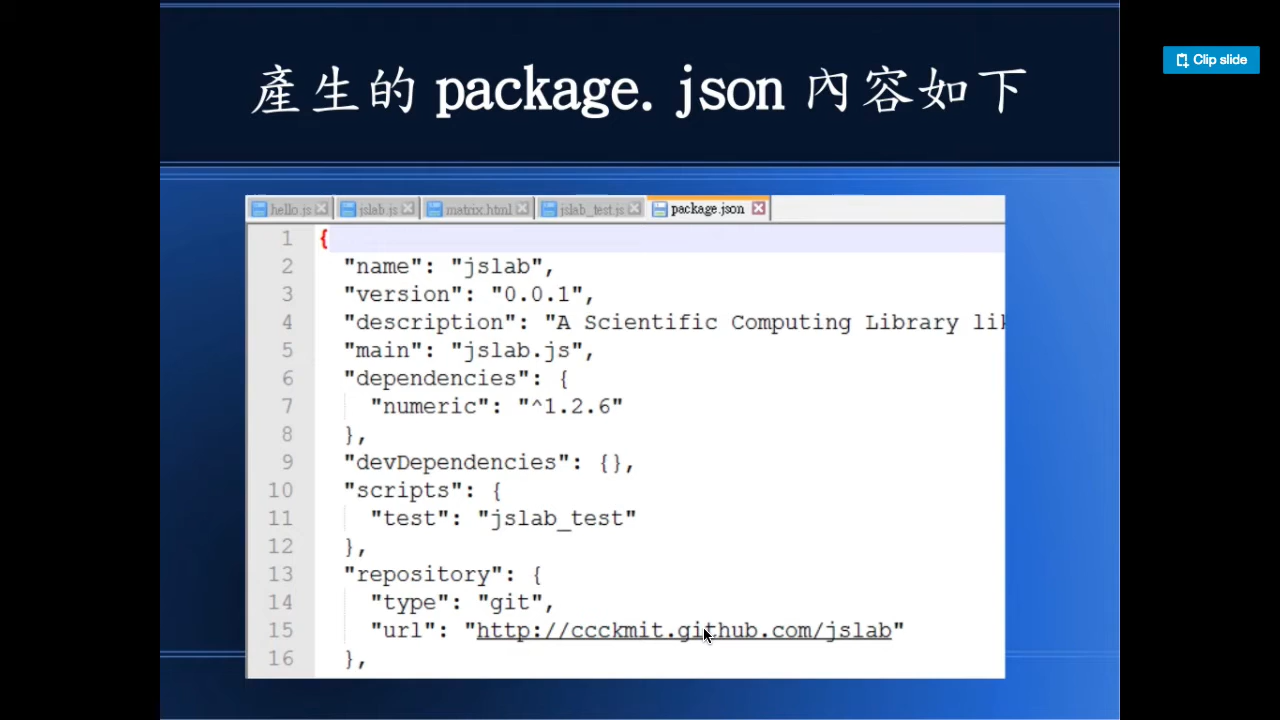 Clip slide
產生的 package. json 內容如下
hello.js jslab.js matrix.html jslab_test.js package.json
1 {
2 "name": "jslab",
3 "version": "0.0.1",
4 "description": "A Scientific Computing Library
5 "main": "jslab.js",
6 "dependencies": {
7 "numeric": "^1.2.6"
8 },
9 "devDependencies": {},
10 "scripts": {
11 "test": "jslab_test"
12 },
13 "repository": {
14 "type": "git",
15 "url": "http://ccckmit.github.com/jslab"
16 },